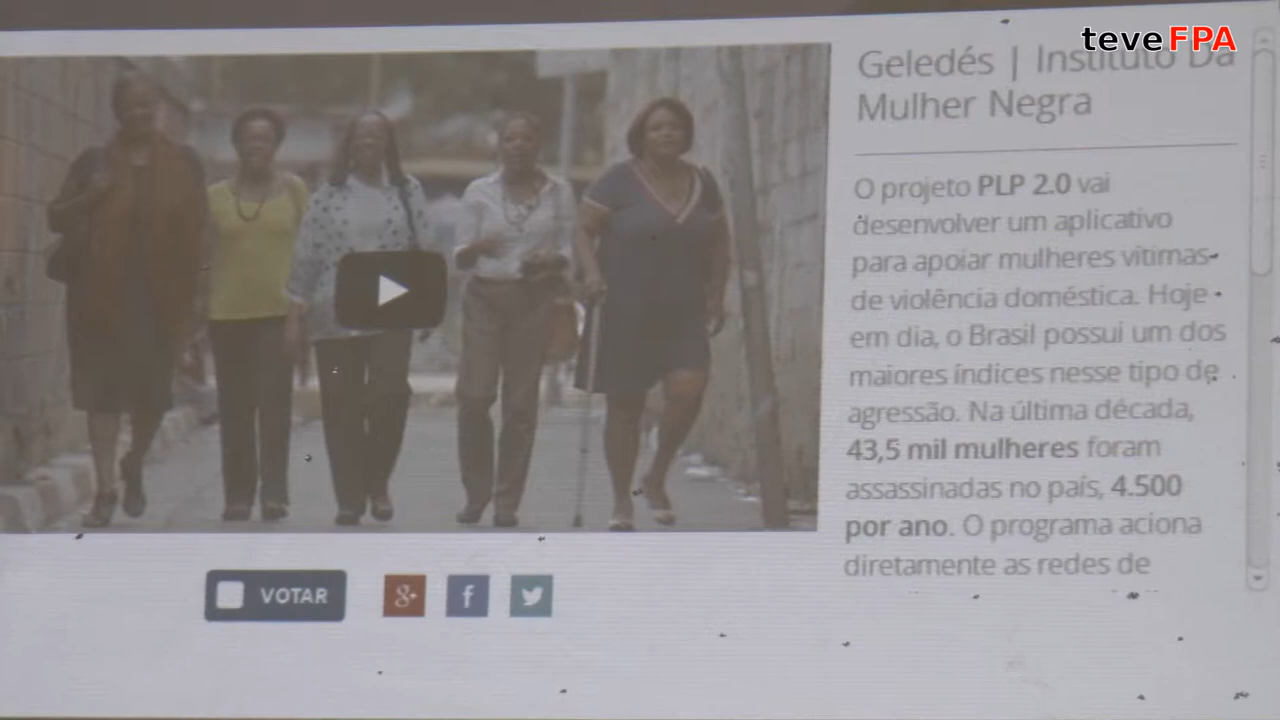 teveFPA
Geledés | Instituto Da
Mulher Negra
O projeto PLP 2.0 vai
desenvolver um aplicativo
para apoiar mulheres vítimas
de violência doméstica. Hoje
em dia, o Brasil possui um dos
maiores índices nesse tipo de
agressão. Na última década,
43,5 mil mulheres foram
assassinadas no país, 4.500
por ano. O programa aciona
diretamente as redes de
VOTAR
g+
f